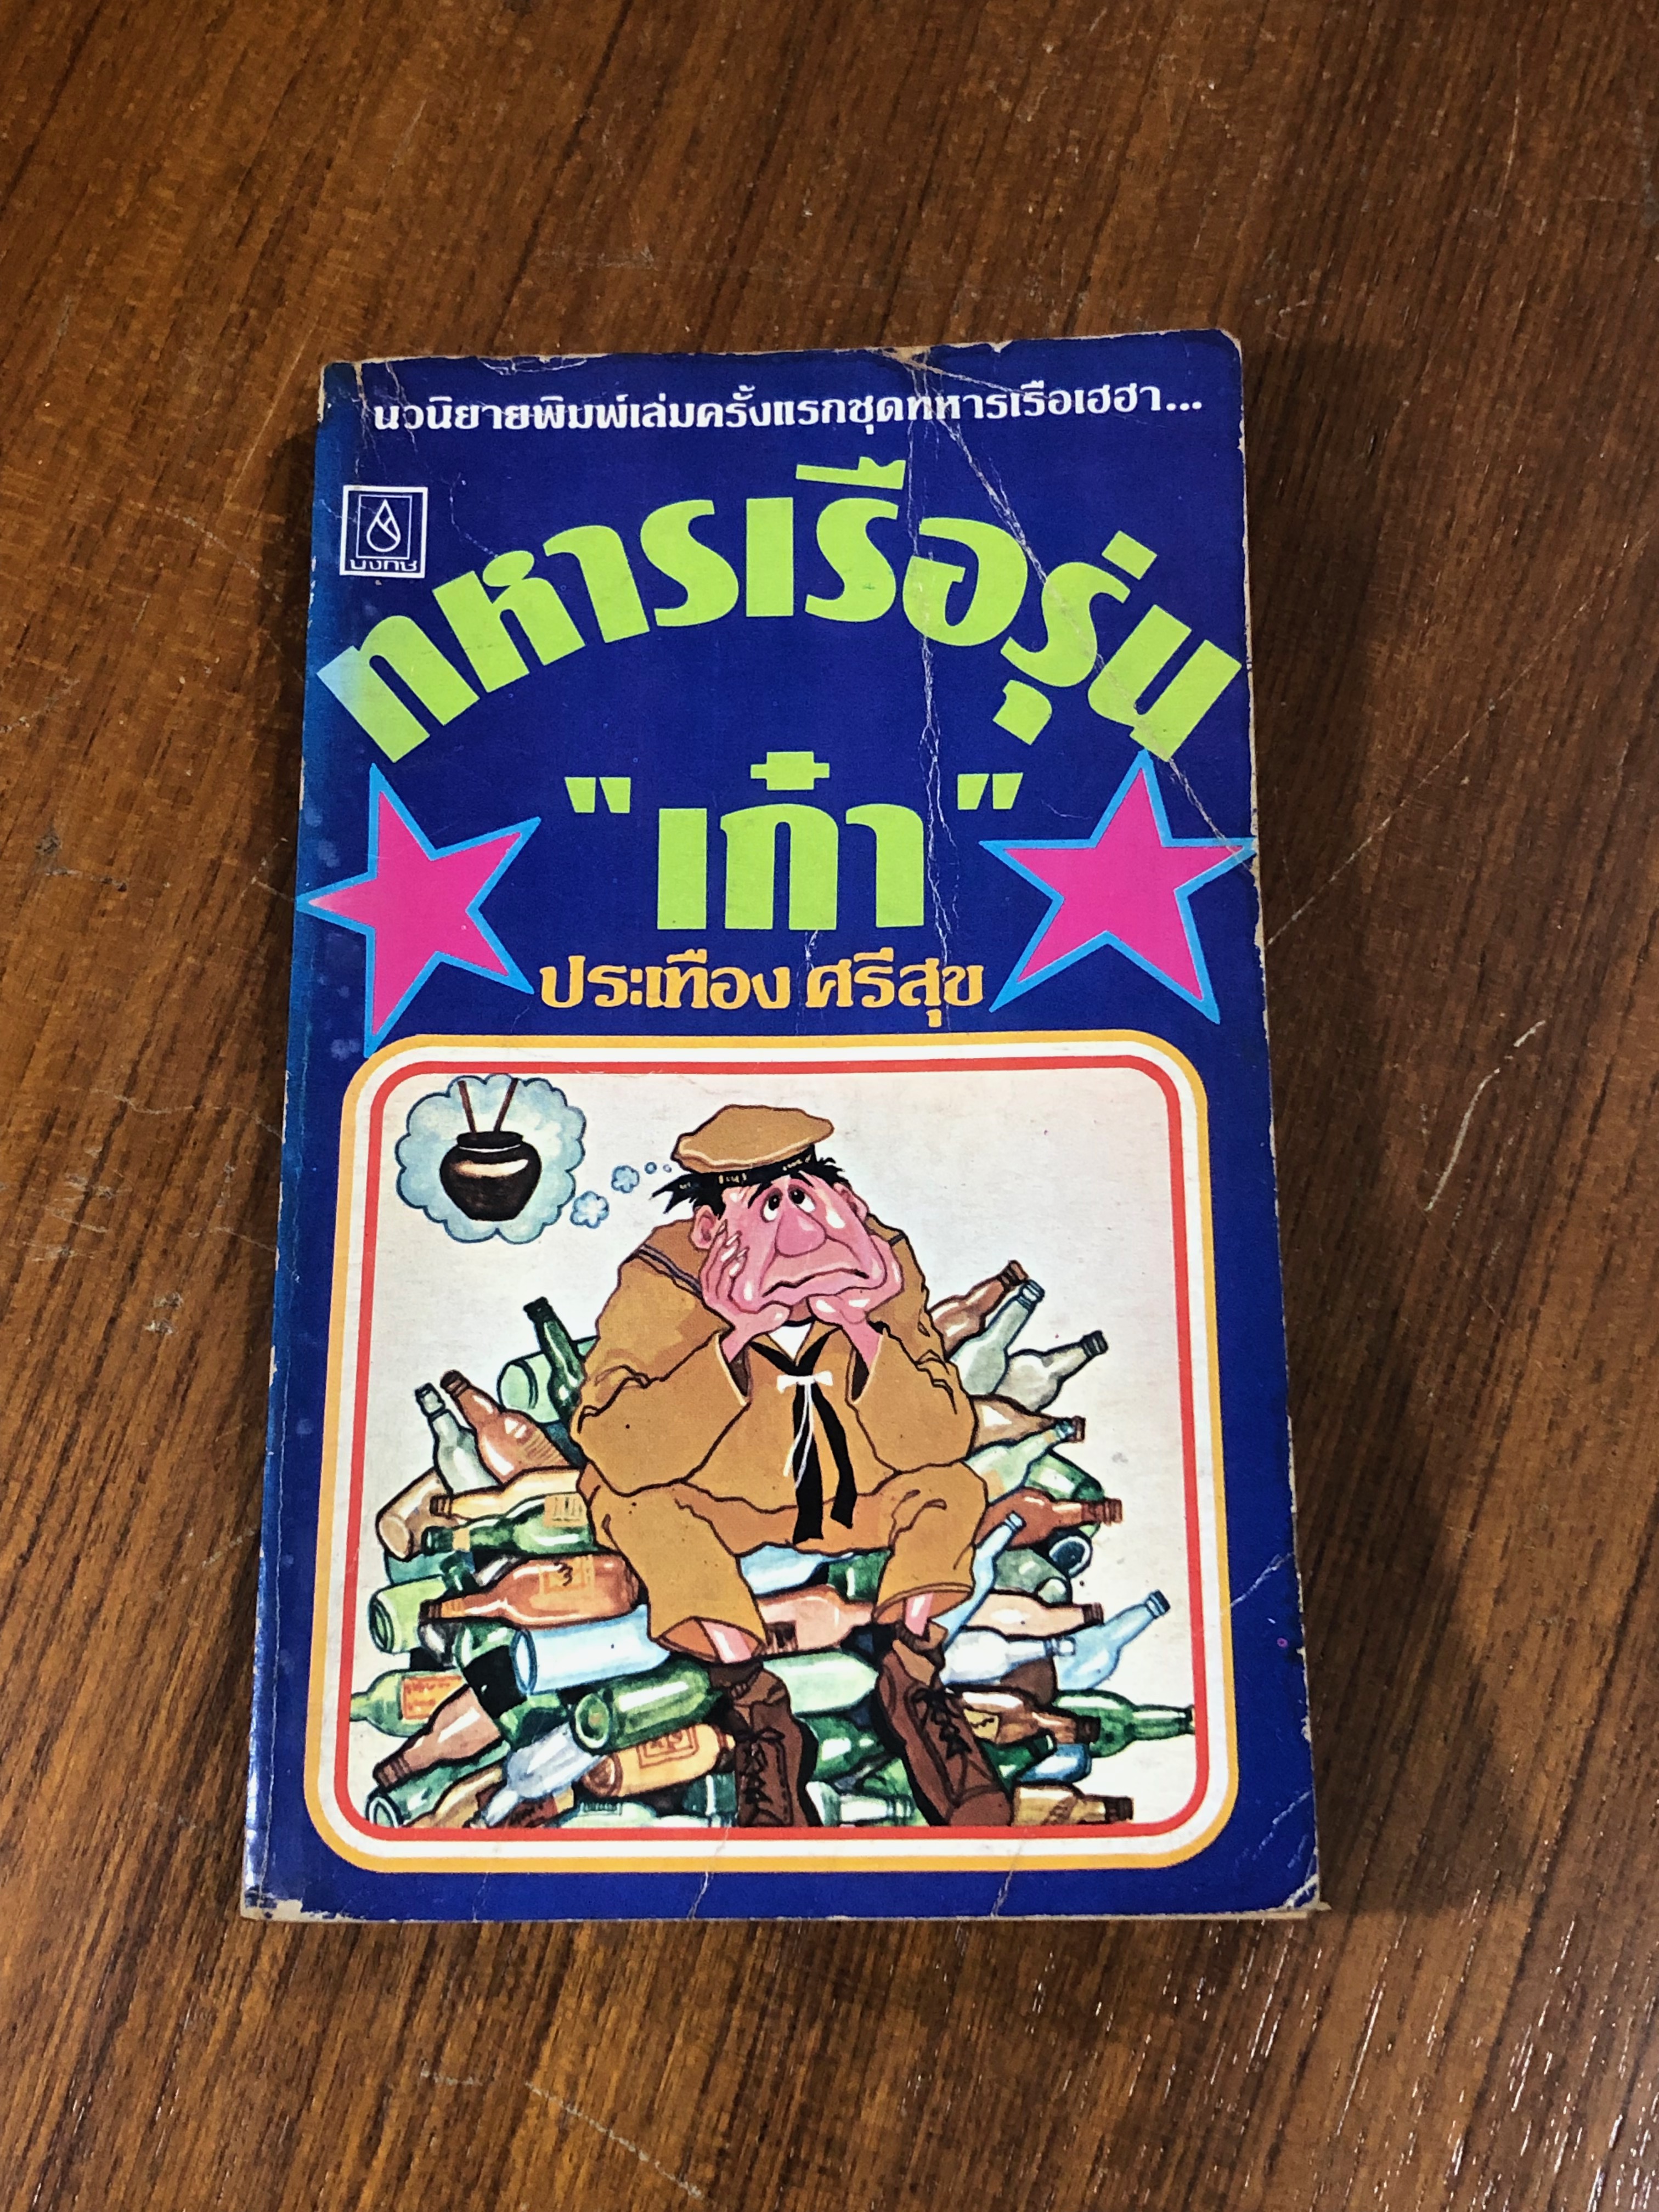 นวนิยายพิมพ์เล่มครั้งแรกชุดทหารเรือเฮฮา...
บงกช
ทหารเรือรุ่น
"เก๋า"
ประเทือง ศรีสุข